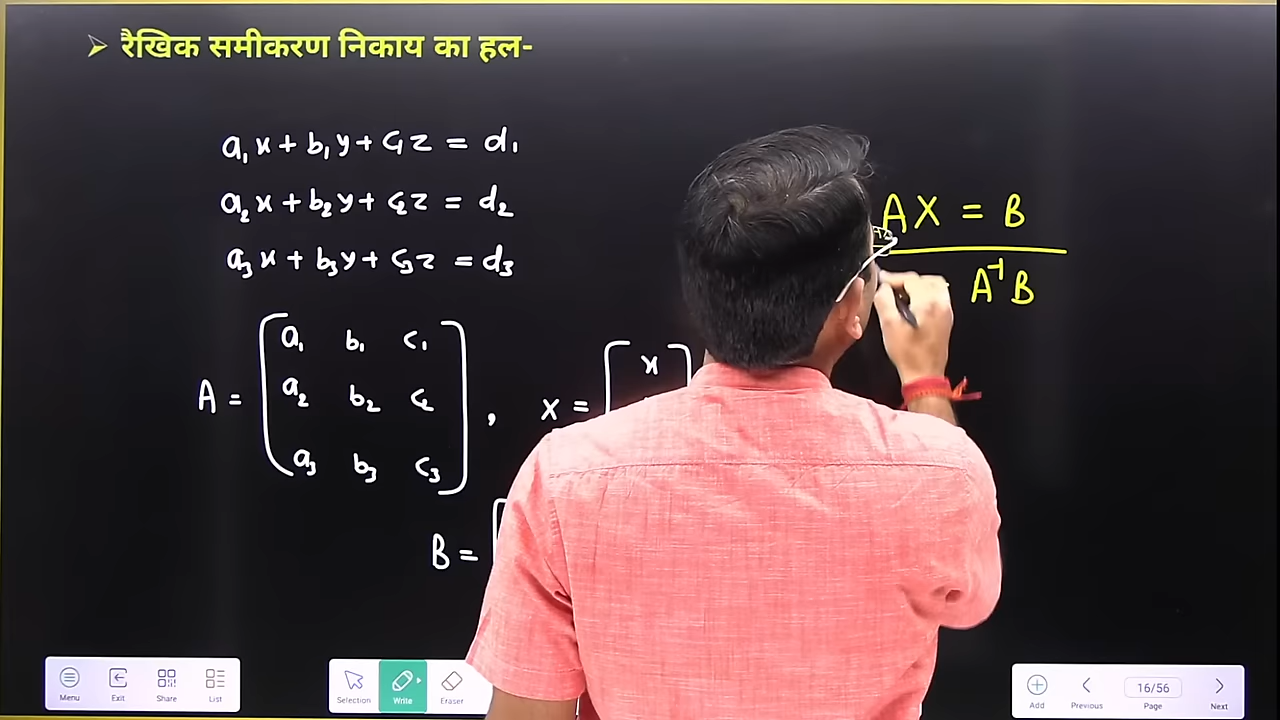 ➢ रैखिक समीकरण निकाय का हल-
a₁x + b₁y + c₁z = d₁
a₂x + b₂y + c₂z = d₂
a₃x + b₃y + c₃z = d₃
AX = B
A⁻¹B
A = [a₁ b₁ c₁
a₂ b₂ c₂
a₃ b₃ c₃] , X = [x]
B = [
Menu Exit Share List Selection Write Eraser Add Previous 16/56 Page Next